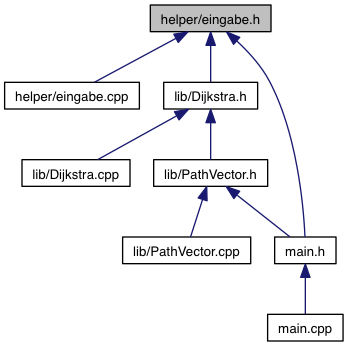 helper/eingabe.h
helper/eingabe.cpp
lib/Dijkstra.h
lib/Dijkstra.cpp
lib/PathVector.h
lib/PathVector.cpp
main.h
main.cpp